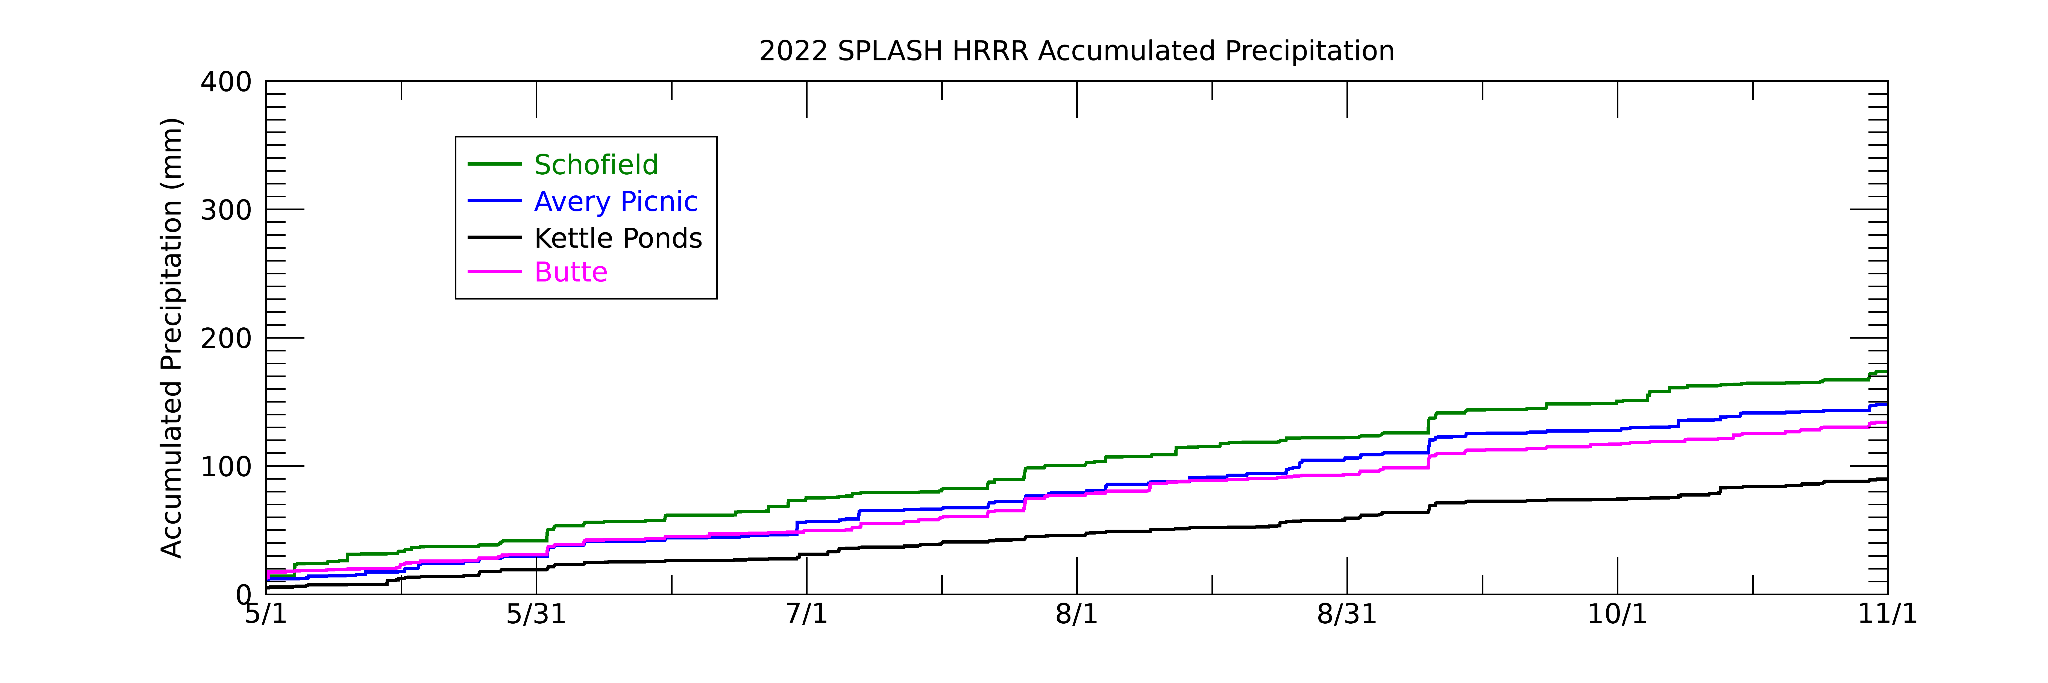 2022 SPLASH HRRR Accumulated Precipitation
Accumulated Precipitation (mm)
400
300
200
100
0
Schofield
Avery Picnic
Kettle Ponds
Butte
5/1 5/31 7/1 8/1 8/31 10/1 11/1